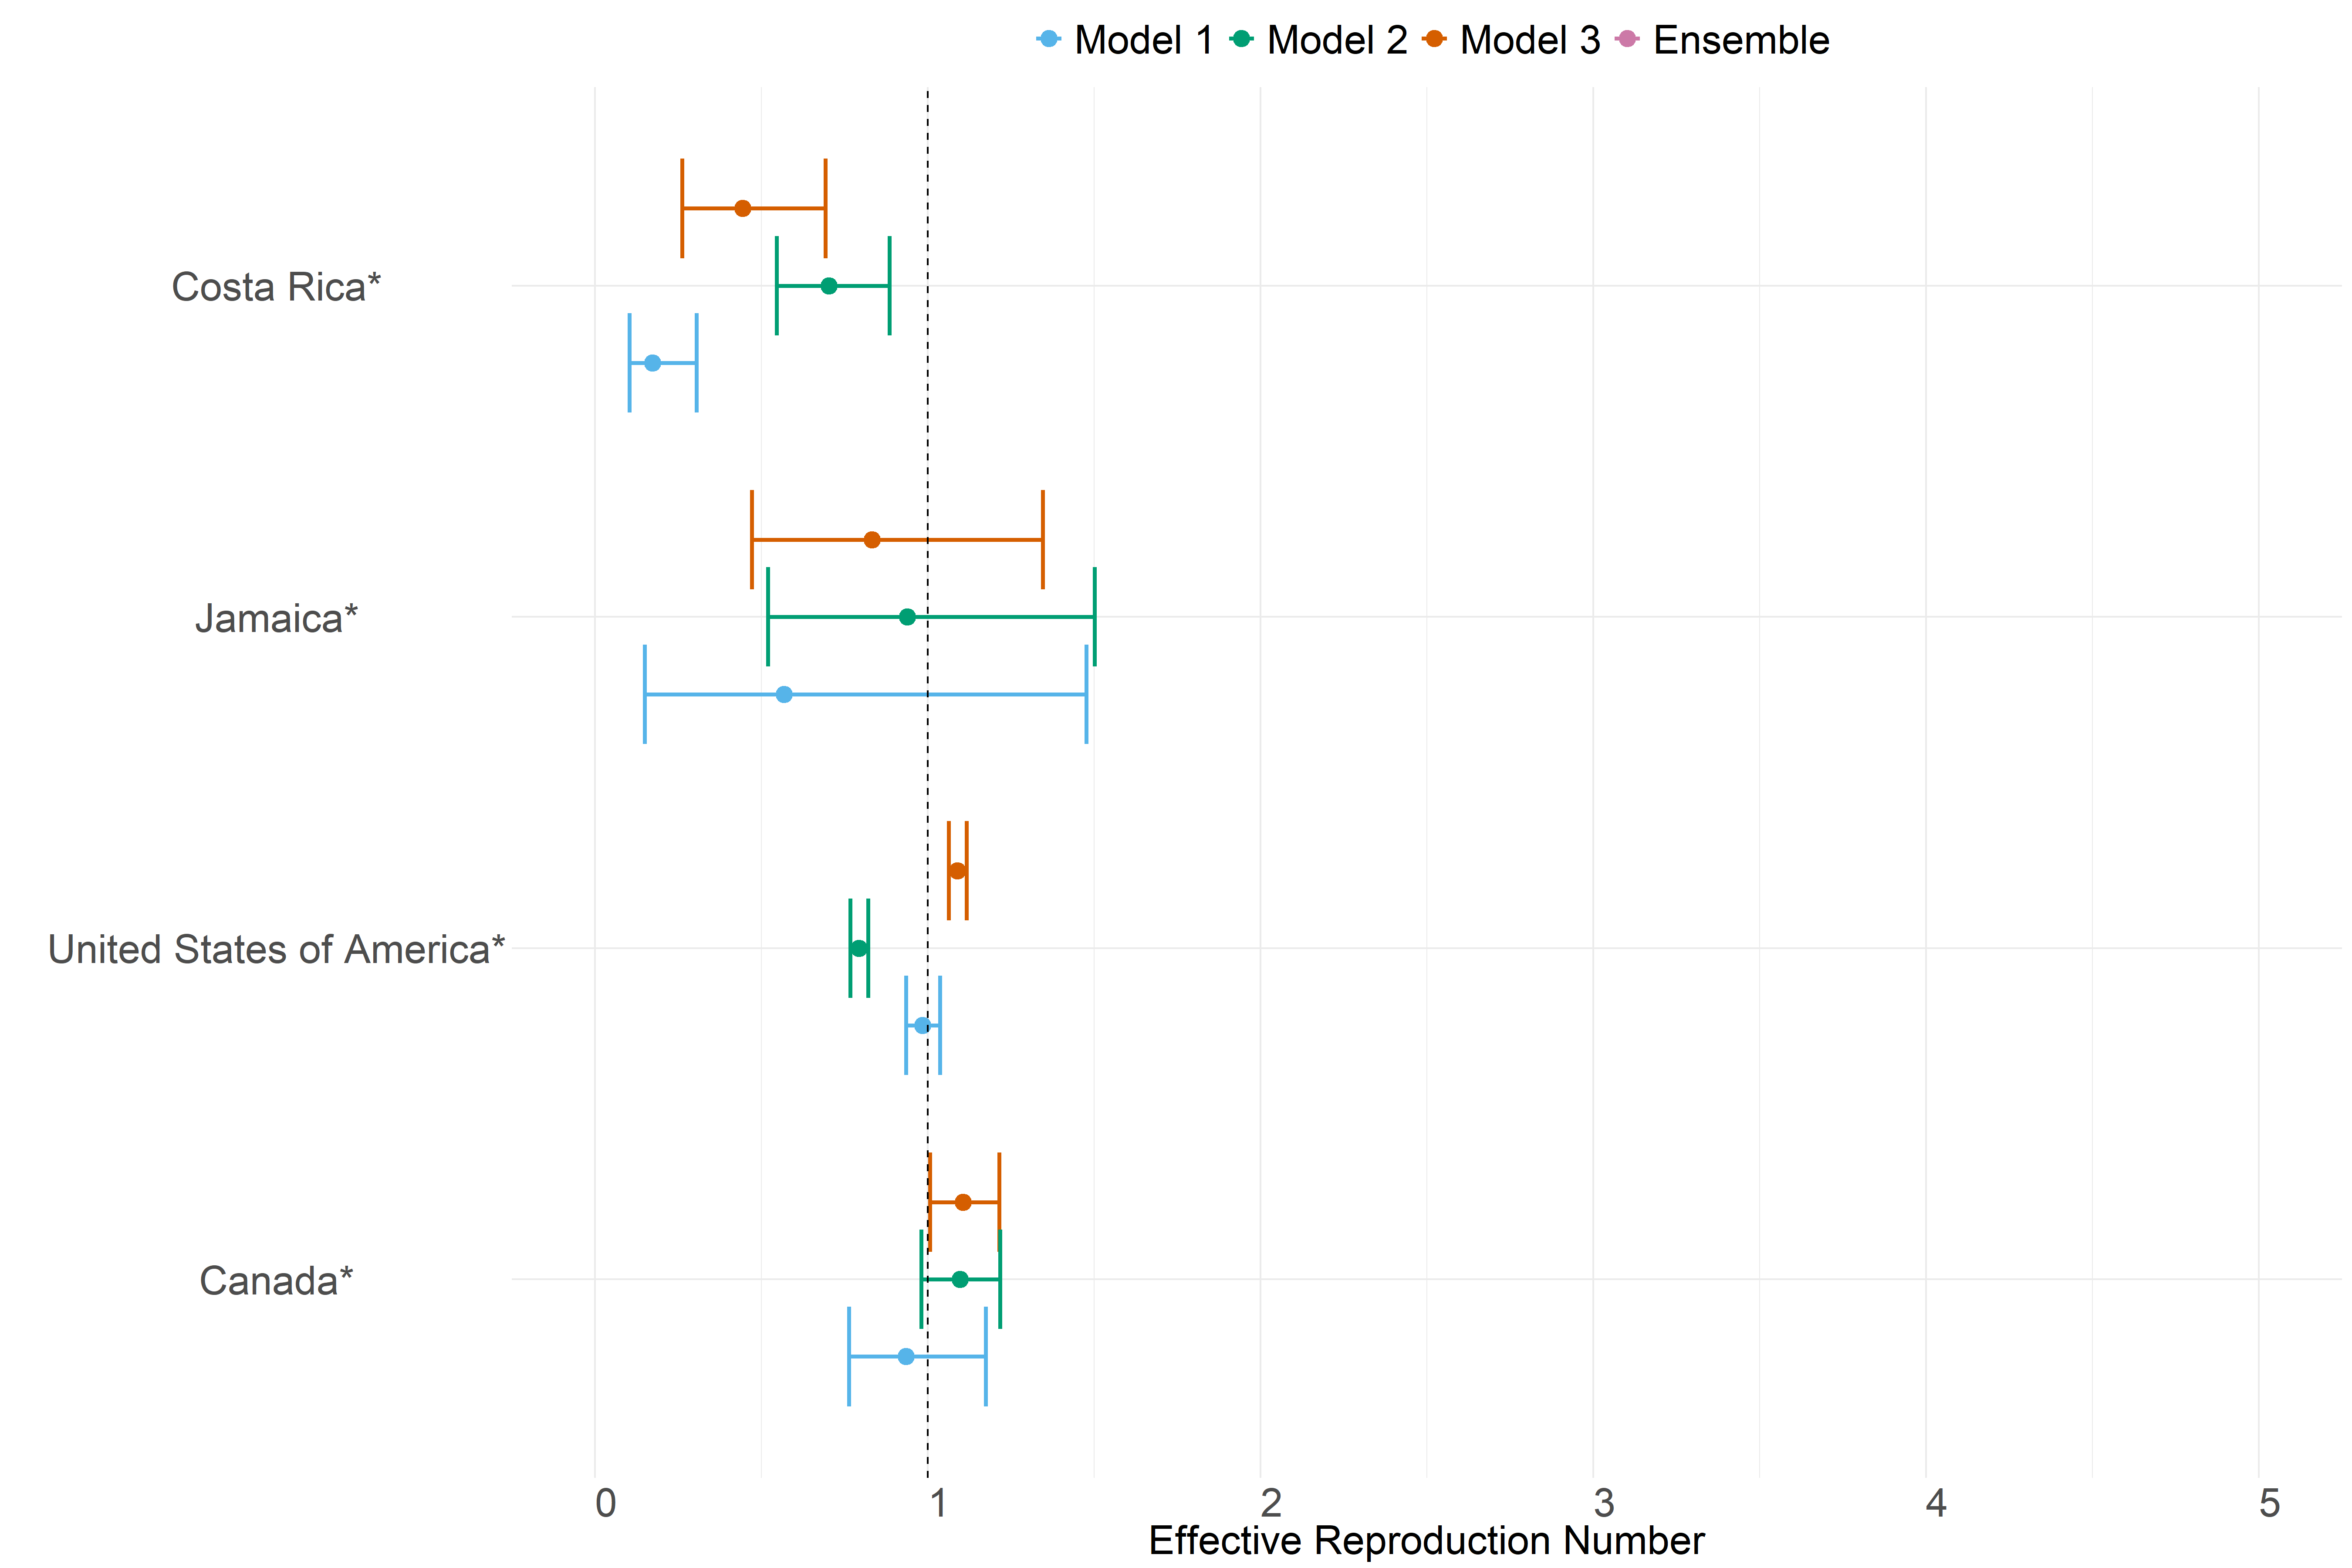 Model 1 Model 2 Model 3 Ensemble
Costa Rica*
Jamaica*
United States of America*
Canada*
0 1 2 3 4 5
Effective Reproduction Number